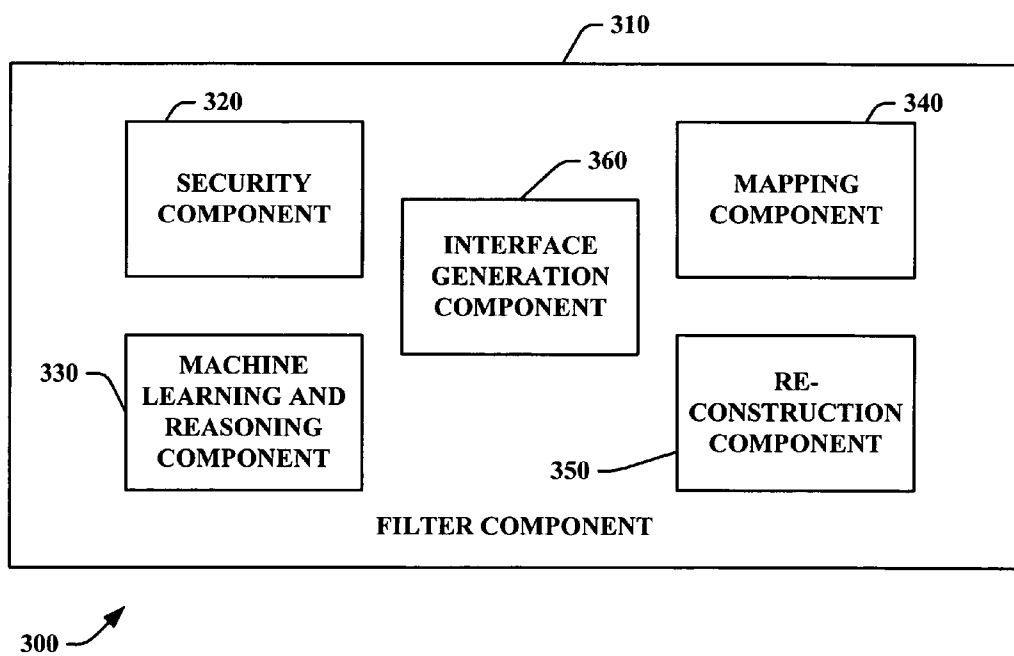 310
320
SECURITY
COMPONENT
360
INTERFACE
GENERATION
COMPONENT
340
MAPPING
COMPONENT
330
MACHINE
LEARNING AND
REASONING
COMPONENT
350
RE-
CONSTRUCTION
COMPONENT
FILTER COMPONENT
300